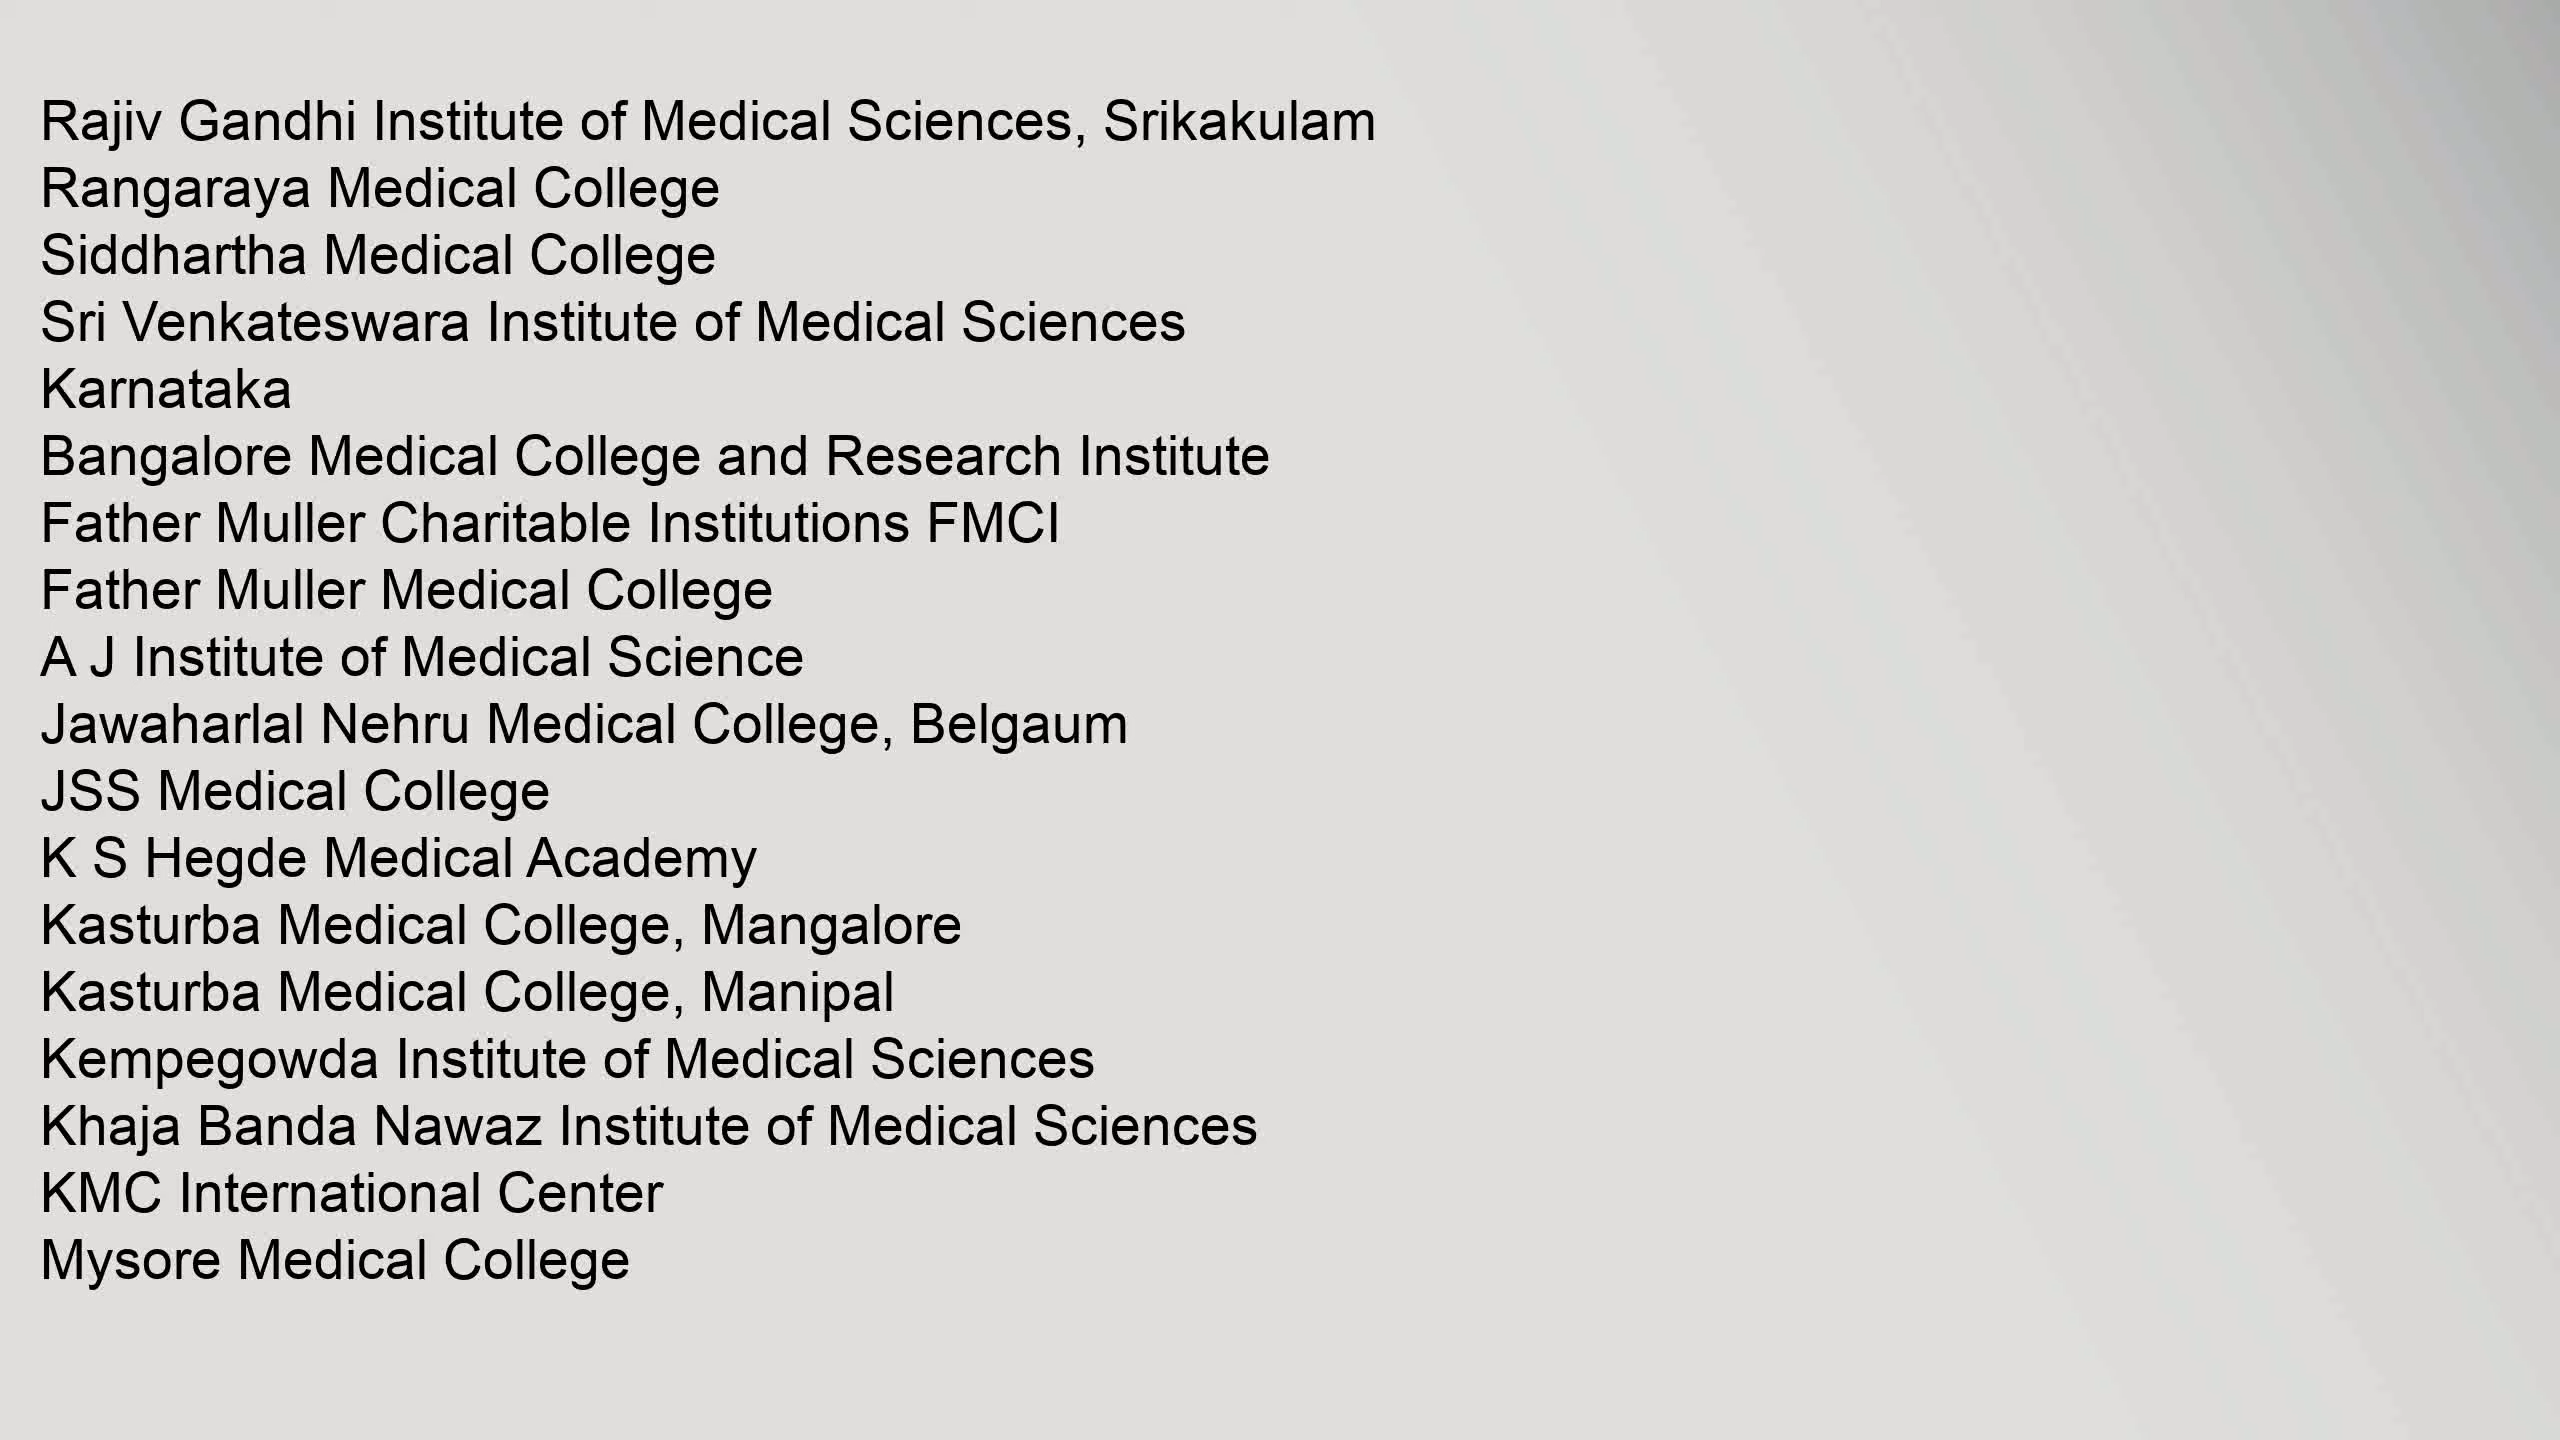 Rajiv Gandhi Institute of Medical Sciences, Srikakulam
Rangaraya Medical College
Siddhartha Medical College
Sri Venkateswara Institute of Medical Sciences
Karnataka
Bangalore Medical College and Research Institute
Father Muller Charitable Institutions FMCI
Father Muller Medical College
A J Institute of Medical Science
Jawaharlal Nehru Medical College, Belgaum
JSS Medical College
K S Hegde Medical Academy
Kasturba Medical College, Mangalore
Kasturba Medical College, Manipal
Kempegowda Institute of Medical Sciences
Khaja Banda Nawaz Institute of Medical Sciences
KMC International Center
Mysore Medical College